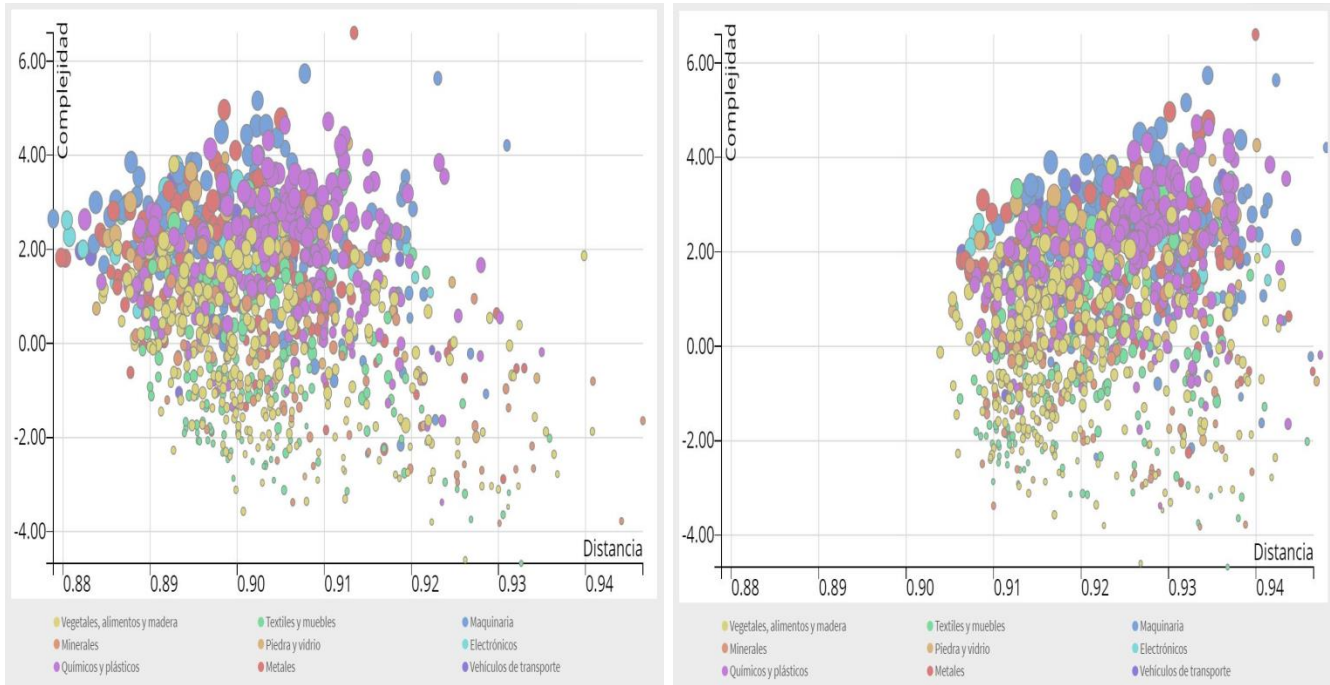 Complejidad
6.00
4.00
2.00
0.00
-2.00
-4.00
Distancia
0.88 0.89 0.90 0.91 0.92 0.93 0.94
Vegetales, alimentos y madera Textiles y muebles Maquinaria
Minerales Piedra y vidrio Electrónicos
Químicos y plásticos Metales Vehículos de transporte
Complejidad
6.00
4.00
2.00
0.00
-2.00
-4.00
Distancia
0.88 0.89 0.90 0.91 0.92 0.93 0.94
Vegetales, alimentos y madera Textiles y muebles Maquinaria
Minerales Piedra y vidrio Electrónicos
Químicos y plásticos Metales Vehículos de transporte